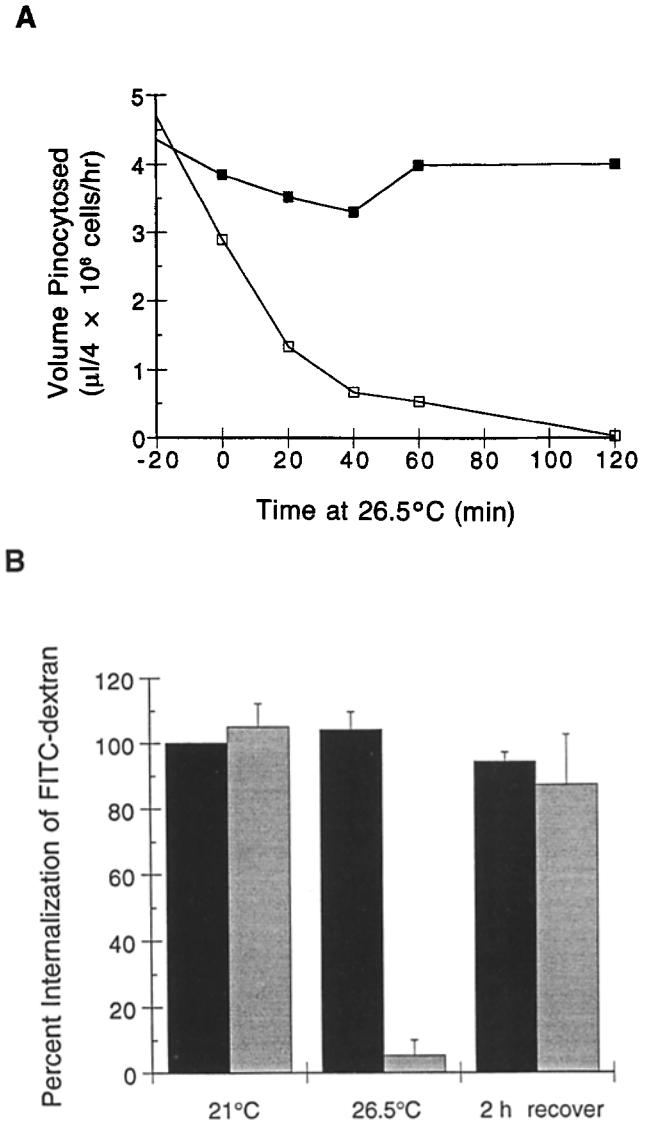 A
Volume Pinocytosed
(µl/4 × 10⁶ cells/hr)
5
4
3
2
1
0
-20 0 20 40 60 80 100 120
Time at 26.5°C (min)
B
Percent Internalization of FITC-dextran
120
100
80
60
40
20
0
21°C 26.5°C 2 h recover